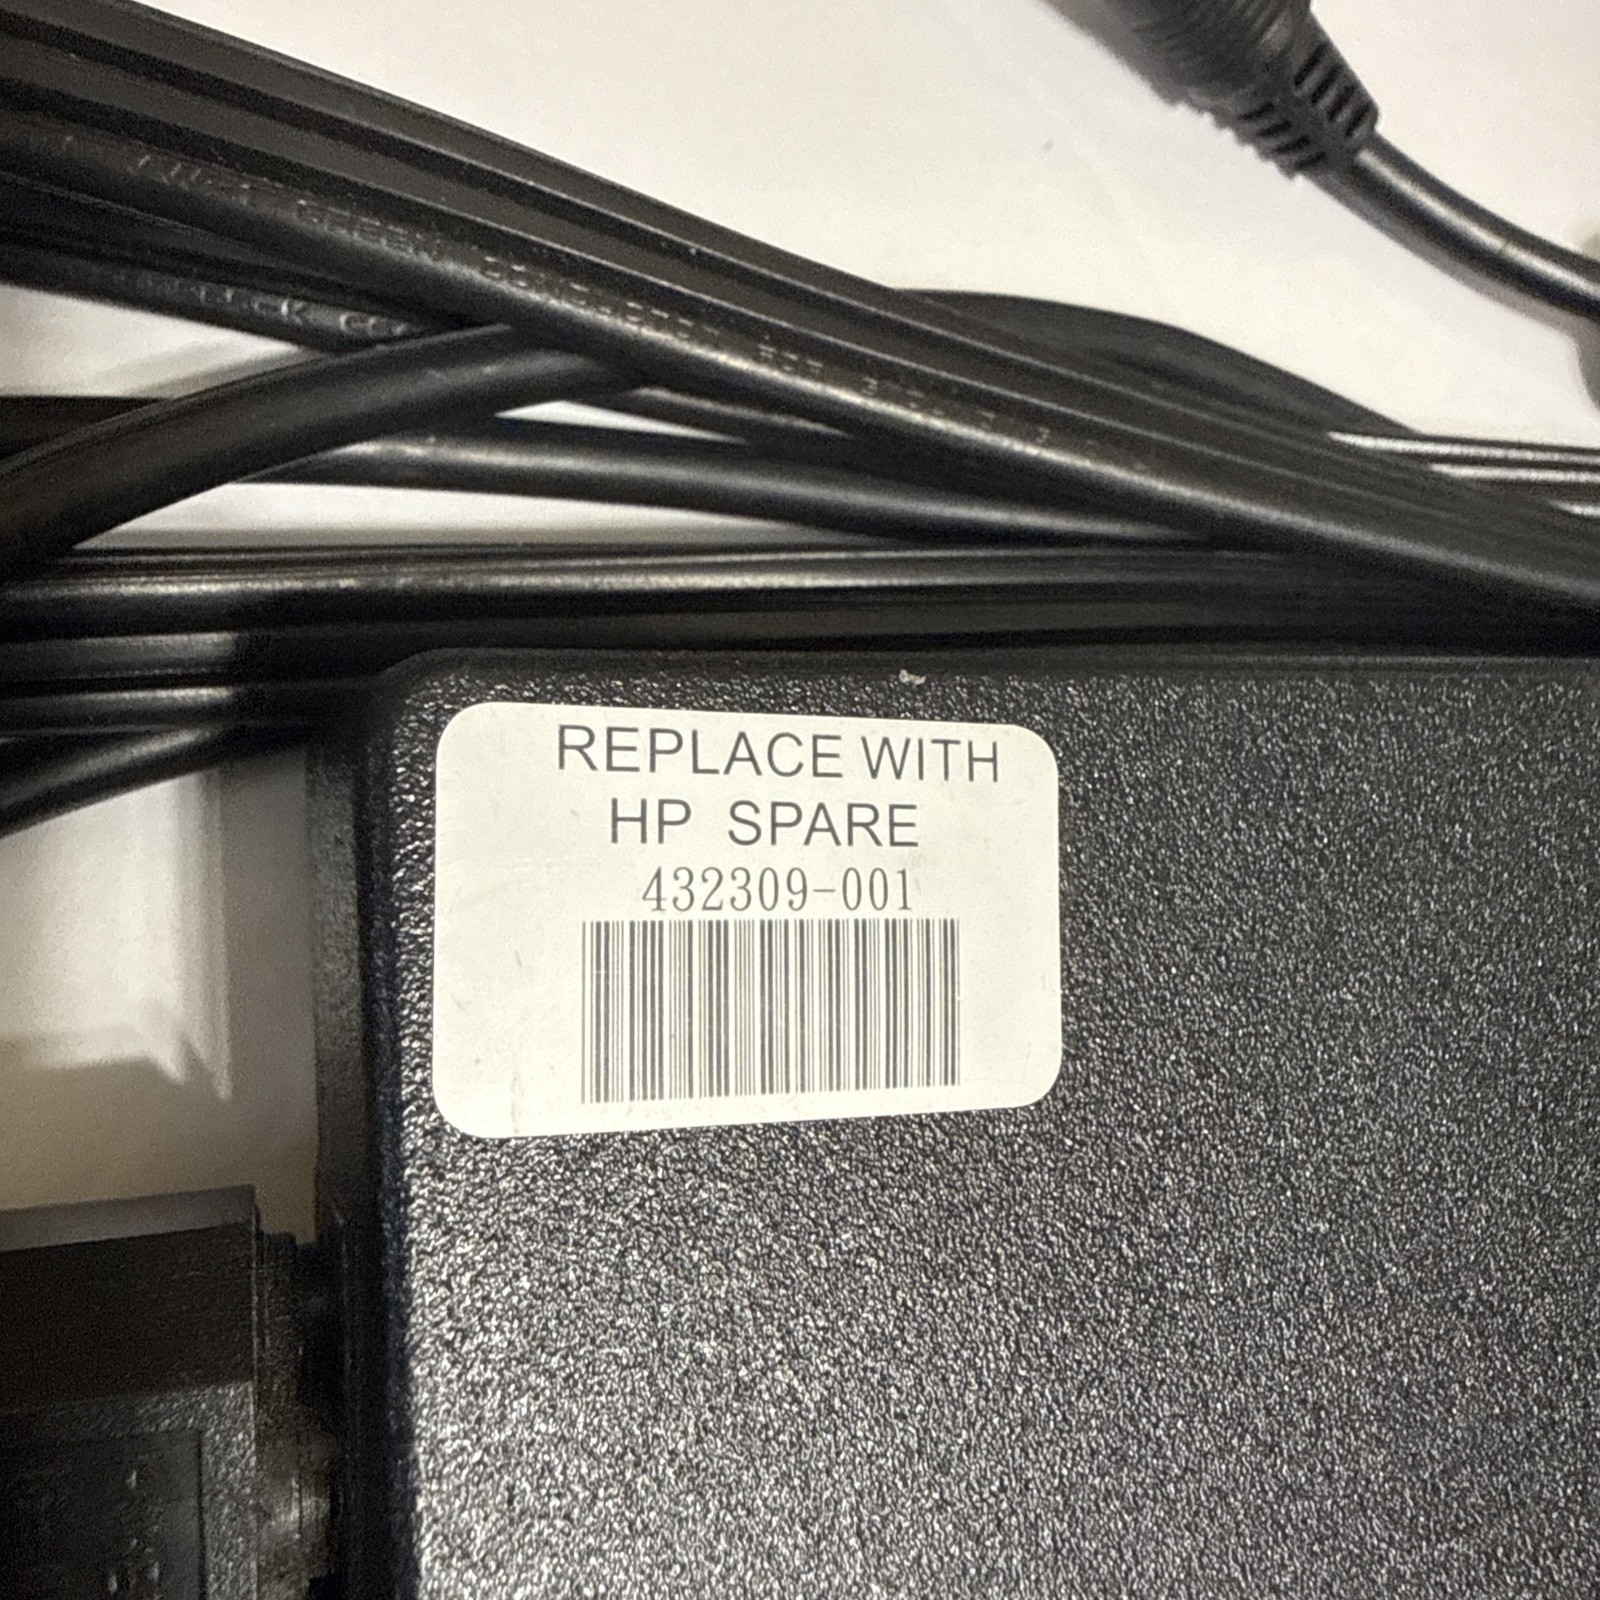 REPLACE WITH
HP SPARE
432309-001